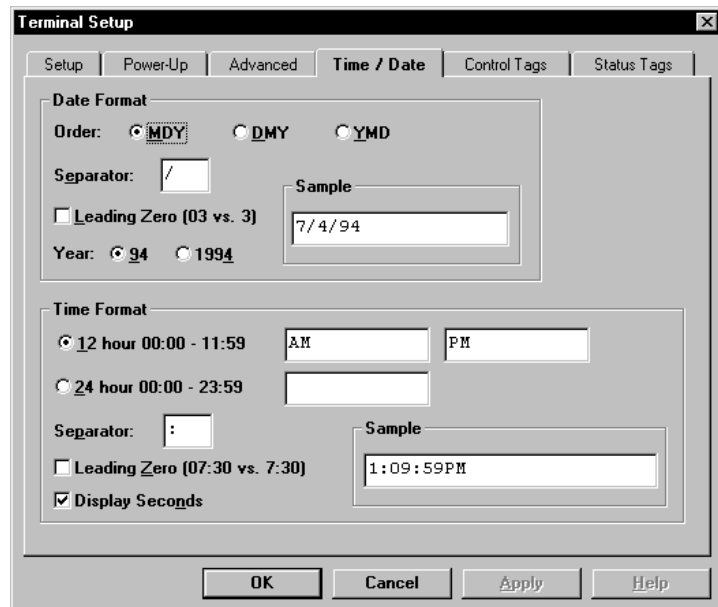 Terminal Setup
Setup Power-Up Advanced Time / Date Control Tags Status Tags
Date Format
Order: MDY DMY YMD
Separator: /
Sample
Leading Zero (03 vs. 3)
7/4/94
Year: 94 1994
Time Format
12 hour 00:00 - 11:59 AM PM
24 hour 00:00 - 23:59
Separator: :
Sample
Leading Zero (07:30 vs. 7:30)
1:09:59PM
Display Seconds
OK Cancel Apply Help